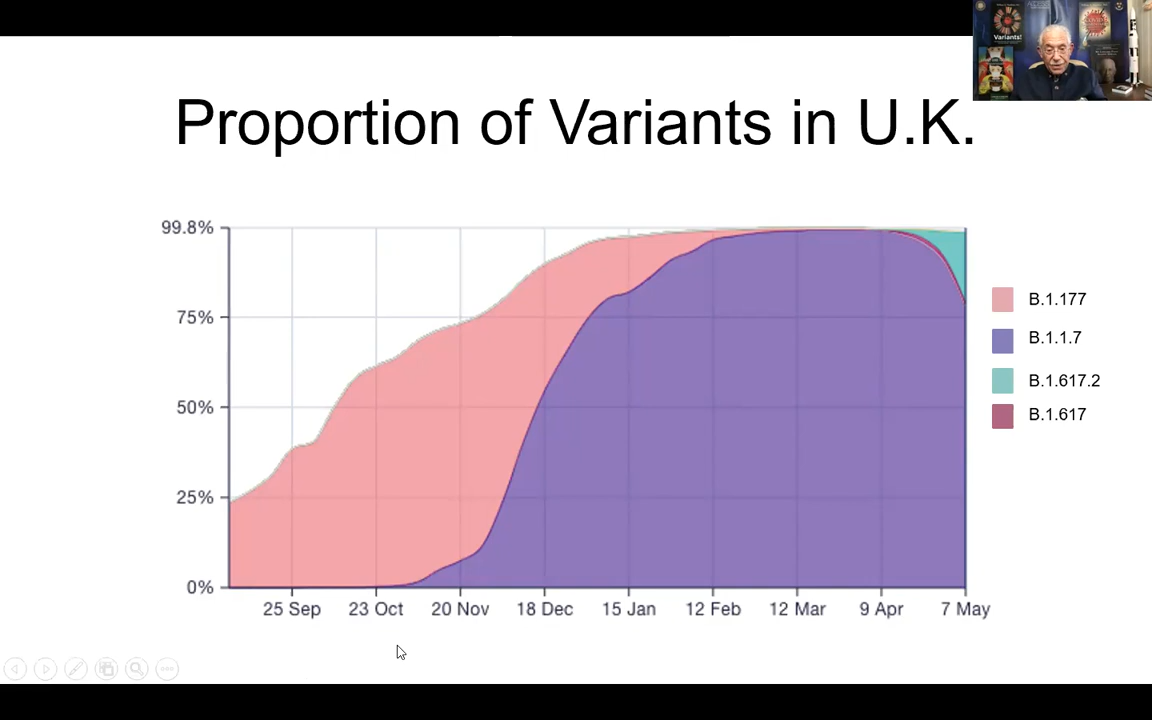 Variants!
Proportion of Variants in U.K.
99.8%
75%
50%
25%
0%
25 Sep
23 Oct
20 Nov
18 Dec
15 Jan
12 Feb
12 Mar
9 Apr
7 May
B.1.177
B.1.1.7
B.1.617.2
B.1.617